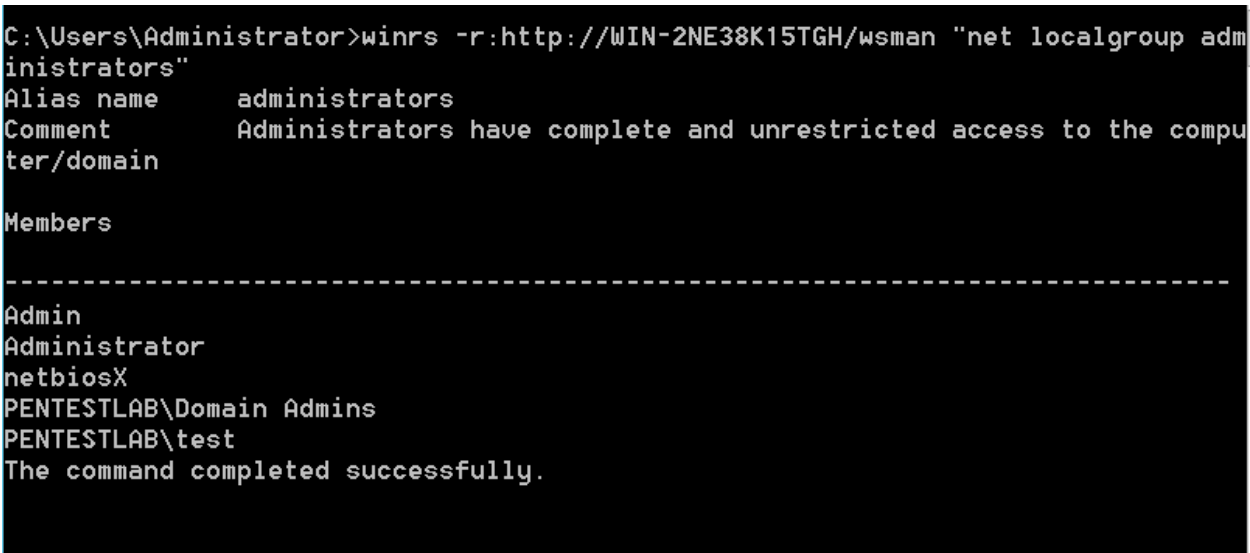 C:\Users\Administrator>winrs -r:http://WIN-2NE38K15TGH/wsman "net localgroup adm
inistrators"
Alias name     administrators
Comment        Administrators have complete and unrestricted access to the compu
ter/domain
Members
-------------------------------------------------------------------------------
Admin
Administrator
netbiosX
PENTESTLAB\Domain Admins
PENTESTLAB\test
The command completed successfully.